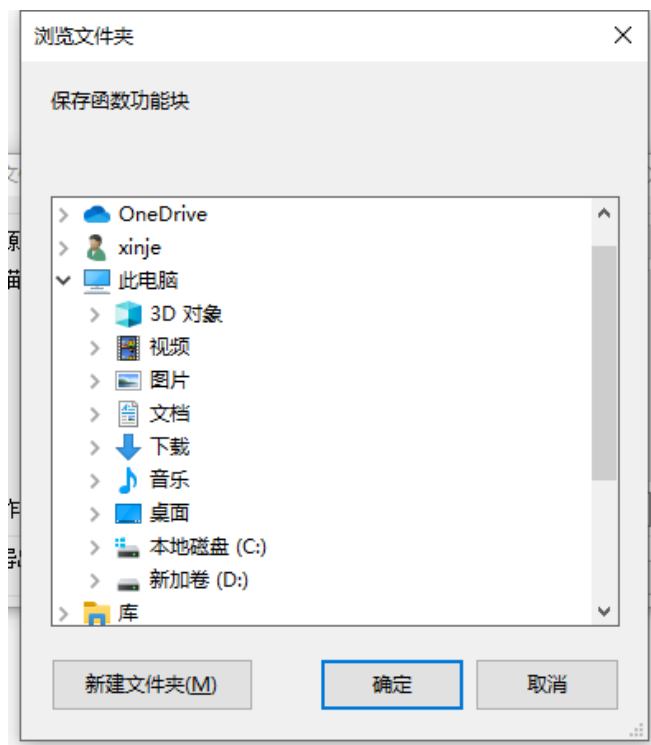 浏览文件夹
保存函数功能块
OneDrive
xinje
此电脑
3D 对象
视频
图片
文档
下载
音乐
桌面
本地磁盘 (C:)
新加卷 (D:)
库
新建文件夹(M)
确定
取消